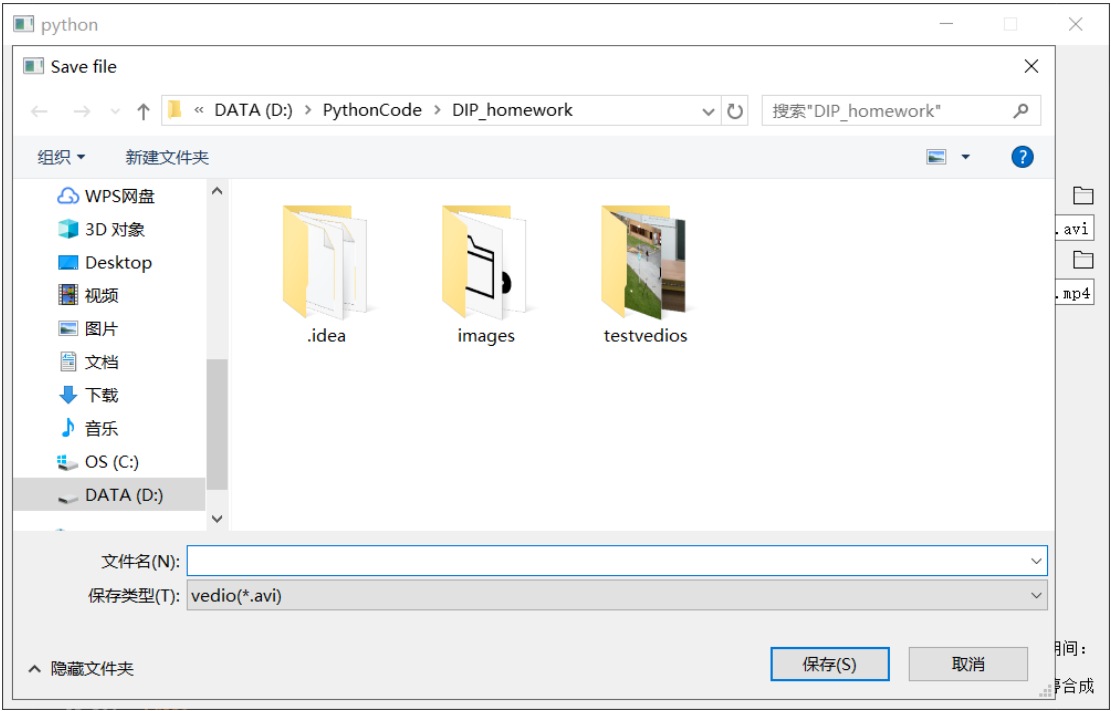 python
Save file
« DATA (D:) > PythonCode > DIP_homework
搜索"DIP_homework"
组织
新建文件夹
WPS网盘
3D 对象
Desktop
视频
图片
文档
下载
音乐
OS (C:)
DATA (D:)
.idea
images
testvedios
.avi
.mp4
文件名(N):
保存类型(T): vedio(*.avi)
隐藏文件夹
保存(S)
取消
间：
合成